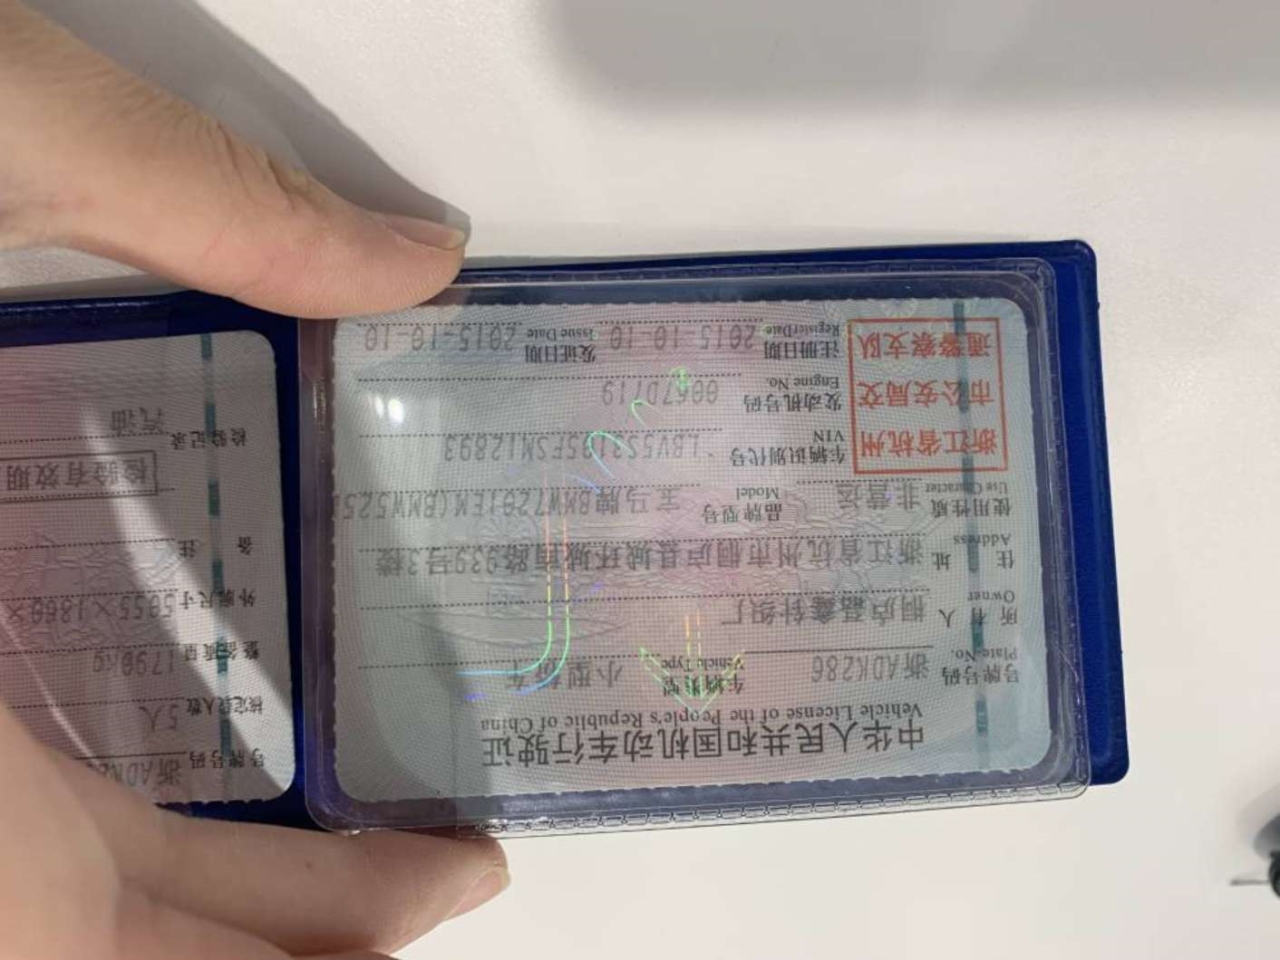 中华人民共和国机动车行驶证
Vehicle License of the People's Republic of China
号牌号码 浙ADK286 车辆类型 小型轿车
Plate No. Vehicle Type
所有人
Owner 桐庐磊鑫针织厂
住址 浙江省杭州市桐庐县城环城南路939号3楼
Address
使用性质 非营运 品牌型号 宝马牌BMW7201EM(BMW525
Use Character Model
浙江省杭州
市公安局交
通警察支队
车辆识别代号
VIN
发动机号码
Engine No. 0067D719
注册日期 2015-10-10 发证日期 2015-10-10
Register Date Issue Date
号牌号码 浙ADK
核定载人数 5人
整备质量 1790kg
外廓尺寸 5055×1860×
备注
检验有效期
检验记录
汽油